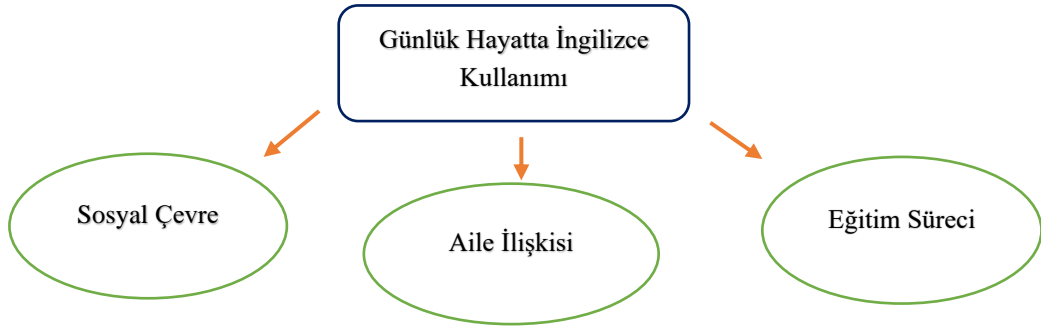 Günlük Hayatta İngilizce
Kullanımı
Sosyal Çevre
Aile İlişkisi
Eğitim Süreci